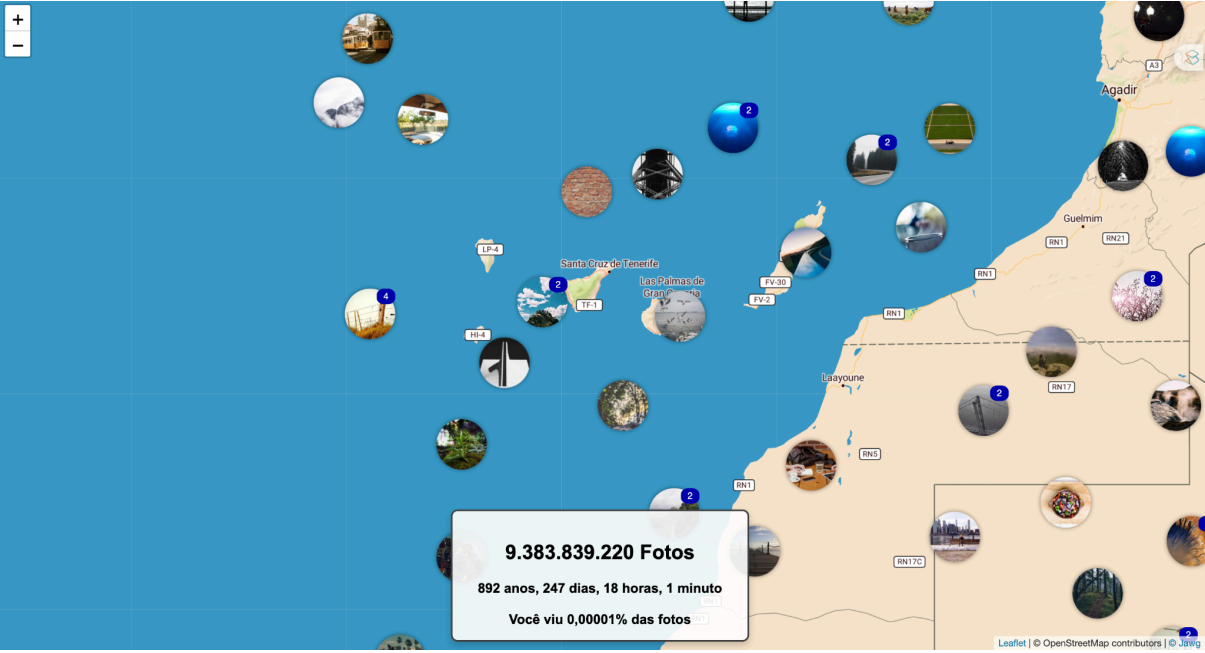 +
−
2
2
A3
Agadir
Guelmim
RN1
RN21
LP-4
Santa Cruz de Tenerife
2
Las Palmas de
Gran Canaria
FV-30
FV-2
RN1
2
4
TF-1
RN1
HI-4
Laayoune
2
RN17
RN5
RN1
2
9.383.839.220 Fotos
892 anos, 247 dias, 18 horas, 1 minuto
Você viu 0,00001% das fotos
RN17C
2
Leaflet | © OpenStreetMap contributors | © Jawg